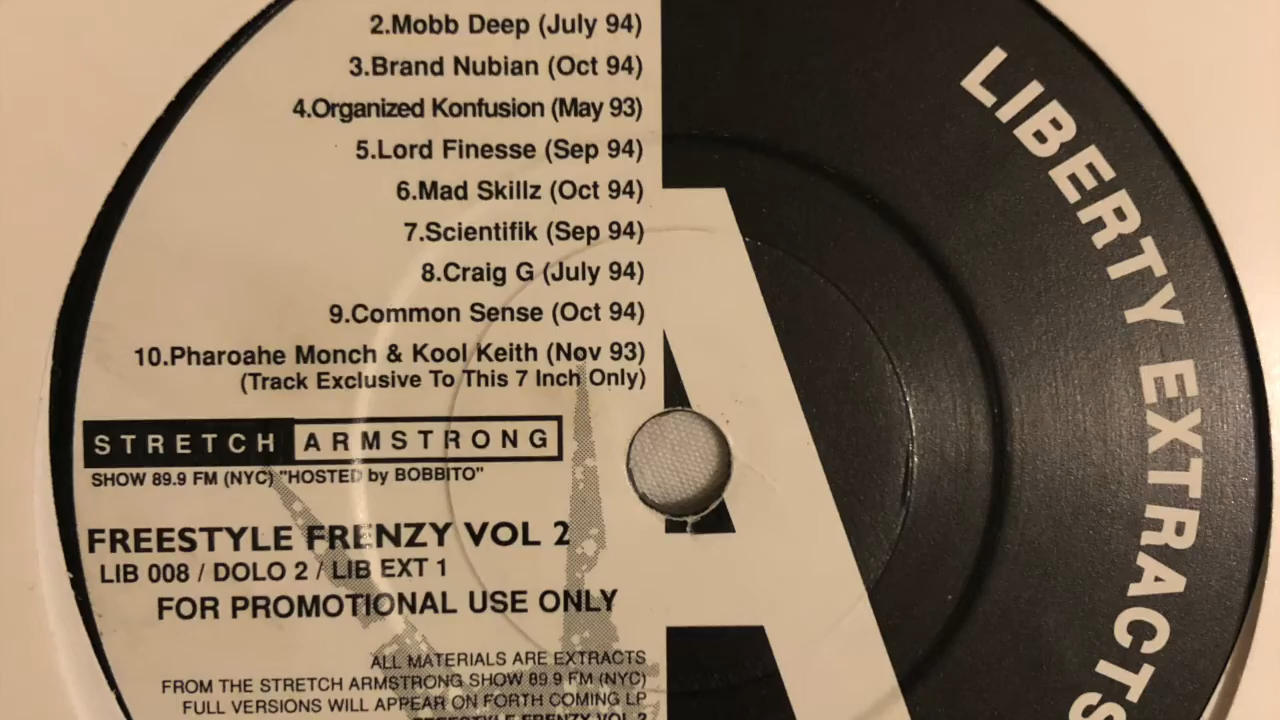 2.Mobb Deep (July 94)
3.Brand Nubian (Oct 94)
4.Organized Konfusion (May 93)
5.Lord Finesse (Sep 94)
6.Mad Skillz (Oct 94)
7.Scientifik (Sep 94)
8.Craig G (July 94)
9.Common Sense (Oct 94)
10.Pharoahe Monch & Kool Keith (Nov 93)
(Track Exclusive To This 7 Inch Only)
STRETCH ARMSTRONG
SHOW 89.9 FM (NYC) "HOSTED by BOBBITO"
FREESTYLE FRENZY VOL 2
LIB 008 / DOLO 2 / LIB EXT 1
FOR PROMOTIONAL USE ONLY
ALL MATERIALS ARE EXTRACTS
FROM THE STRETCH ARMSTRONG SHOW 89.9 FM (NYC)
FULL VERSIONS WILL APPEAR ON FORTH COMING LP
FREESTYLE FRENZY VOL 2
A
LIBERTY EXTRACTS